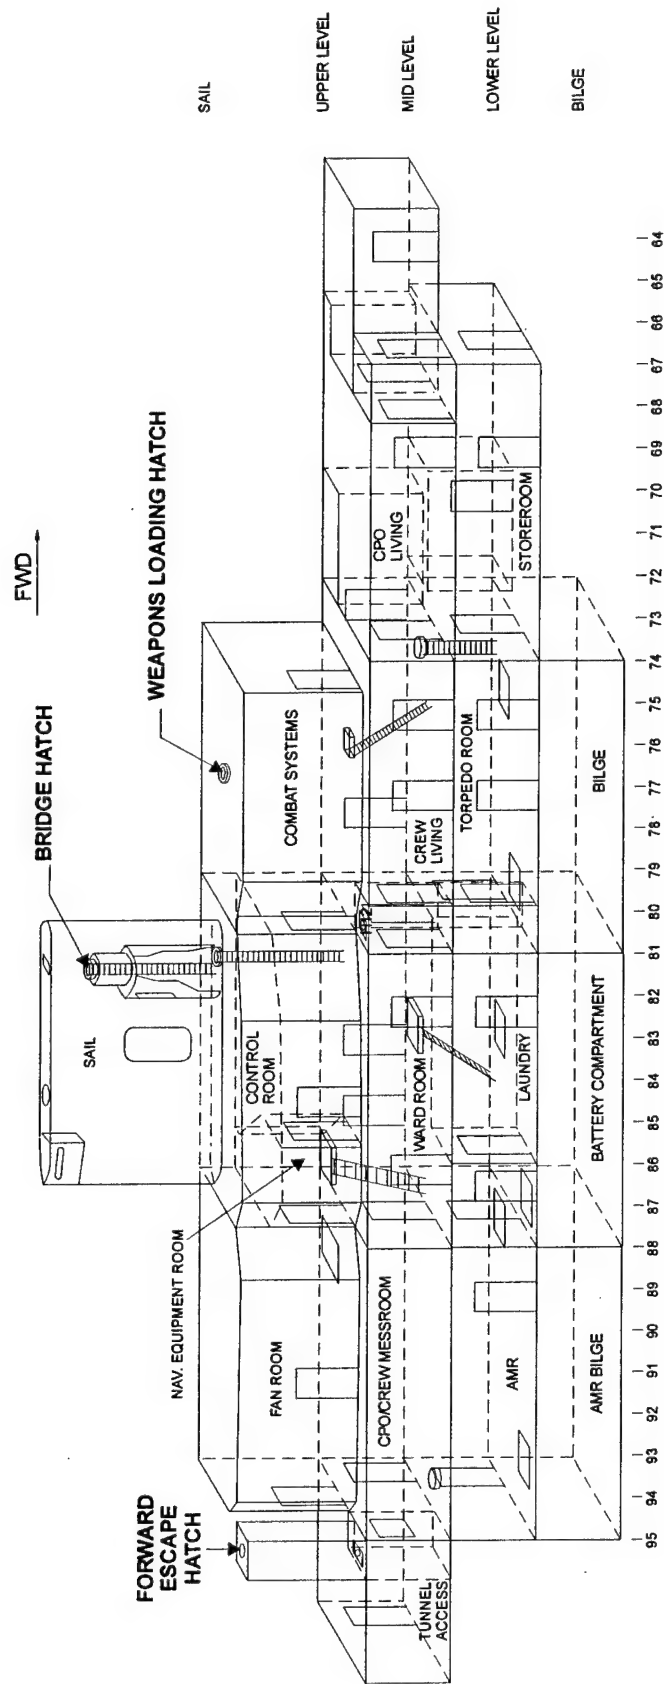 FWD
BRIDGE HATCH
WEAPONS LOADING HATCH
SAIL
SAIL
NAV. EQUIPMENT ROOM
FORWARD
ESCAPE
HATCH
FAN ROOM
CONTROL
ROOM
COMBAT SYSTEMS
UPPER LEVEL
CPO/CREW MESSROOM
WARD ROOM
CREW
LIVING
CPO
LIVING
MID LEVEL
TUNNEL
ACCESS
AMR
LAUNDRY
TORPEDO ROOM
STOREROOM
LOWER LEVEL
AMR BILGE
BATTERY COMPARTMENT
BILGE
BILGE
95 94 93 92 91 90 89 88 87 86 85 84 83 82 81 80 79 78 77 76 75 74 73 72 71 70 69 68 67 66 65 64